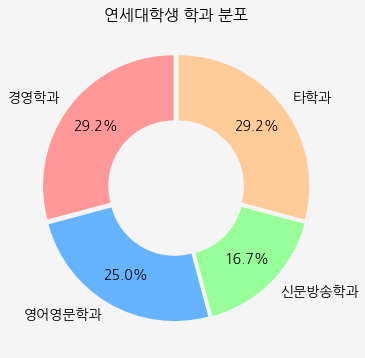 연세대학생 학과 분포
경영학과
29.2%
타학과
29.2%
영어영문학과
25.0%
신문방송학과
16.7%